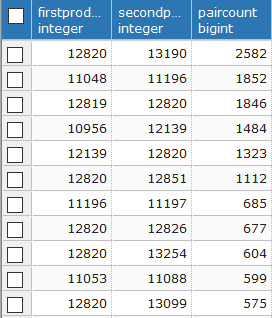 firstprod... secondp... paircount
integer integer bigint
12820 13190 2582
11048 11196 1852
12819 12820 1846
10956 12139 1484
12139 12820 1323
12820 12851 1112
11196 11197 685
12820 12826 677
12820 13254 604
11053 11088 599
12820 13099 575